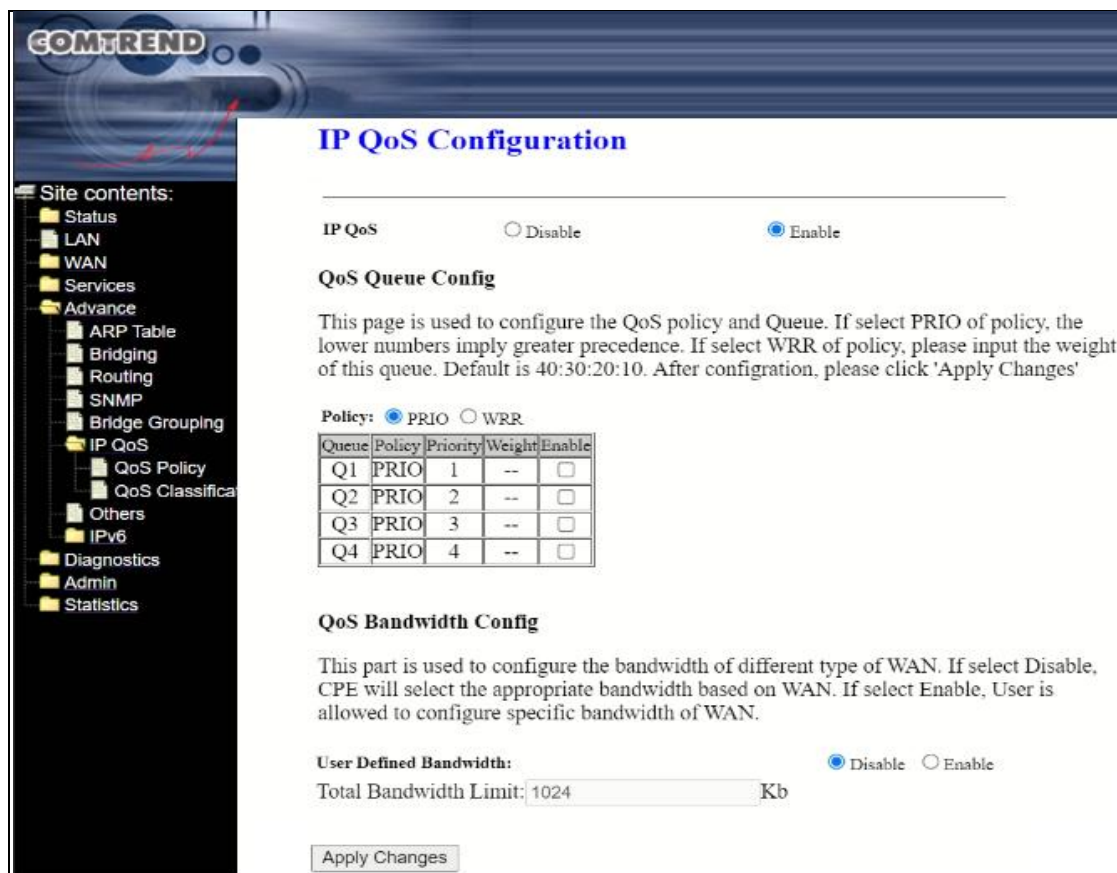 COMTREND
Site contents:
Status
LAN
WAN
Services
Advance
ARP Table
Bridging
Routing
SNMP
Bridge Grouping
IP QoS
QoS Policy
QoS Classifica
Others
IPv6
Diagnostics
Admin
Statistics
IP QoS Configuration
IP QoS Disable Enable
QoS Queue Config
This page is used to configure the QoS policy and Queue. If select PRIO of policy, the
lower numbers imply greater precedence. If select WRR of policy, please input the weight
of this queue. Default is 40:30:20:10. After configration, please click 'Apply Changes'
Policy: PRIO WRR
Queue Policy Priority Weight Enable
Q1 PRIO 1 --
Q2 PRIO 2 --
Q3 PRIO 3 --
Q4 PRIO 4 --
QoS Bandwidth Config
This part is used to configure the bandwidth of different type of WAN. If select Disable,
CPE will select the appropriate bandwidth based on WAN. If select Enable, User is
allowed to configure specific bandwidth of WAN.
User Defined Bandwidth: Disable Enable
Total Bandwidth Limit: 1024 Kb
Apply Changes